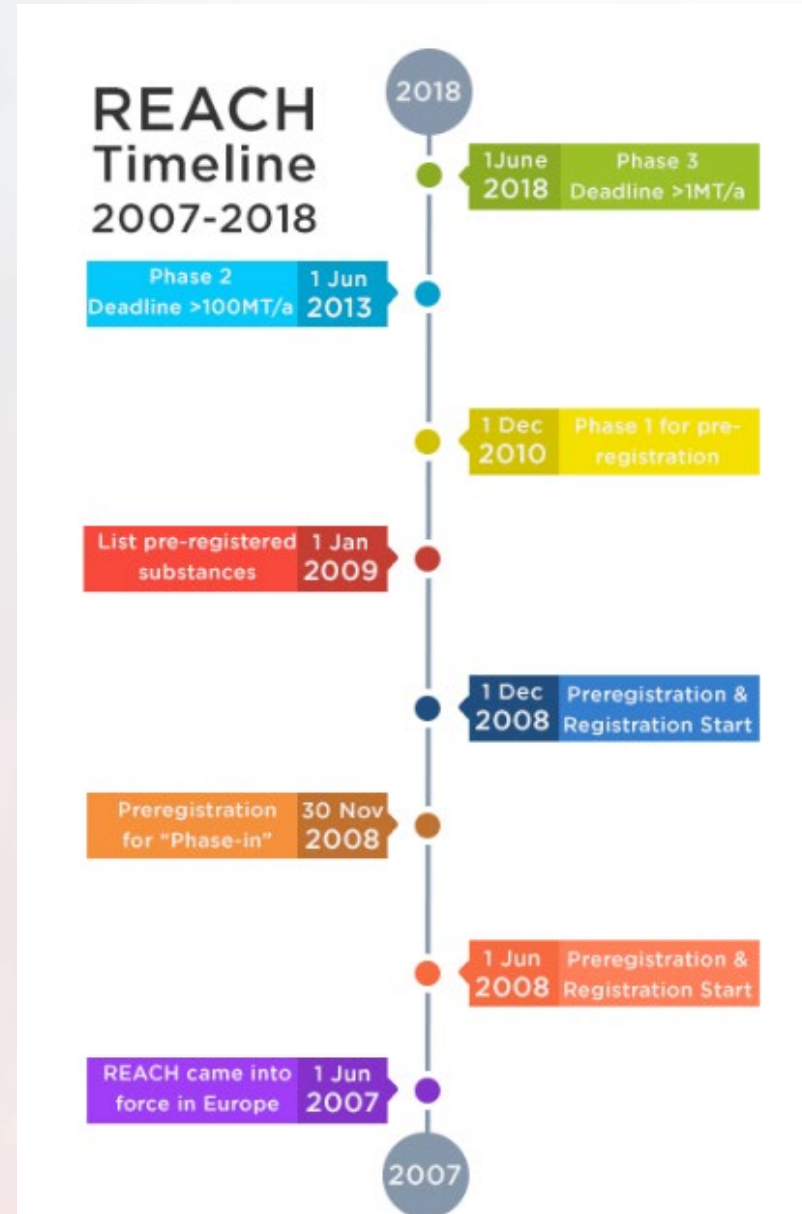 REACH
Timeline
2007-2018
2018
1June
2018
Phase 3
Deadline >1MT/a
Phase 2
Deadline >100MT/a
1 Jun
2013
1 Dec
2010
Phase 1 for pre-
registration
List pre-registered
substances
1 Jan
2009
1 Dec
2008
Preregistration &
Registration Start
Preregistration
for "Phase-in"
30 Nov
2008
1 Jun
2008
Preregistration &
Registration Start
REACH came into
force in Europe
1 Jun
2007
2007